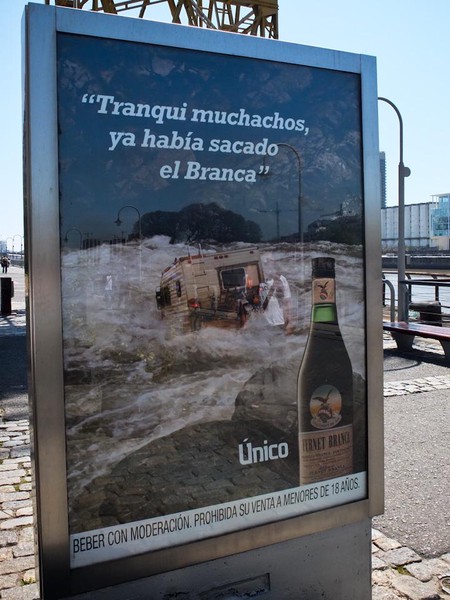 “Tranqui muchachos,
ya había sacado
el Branca”
Único
FERNET BRANCA
BEBER CON MODERACIÓN. PROHIBIDA SU VENTA A MENORES DE 18 AÑOS.